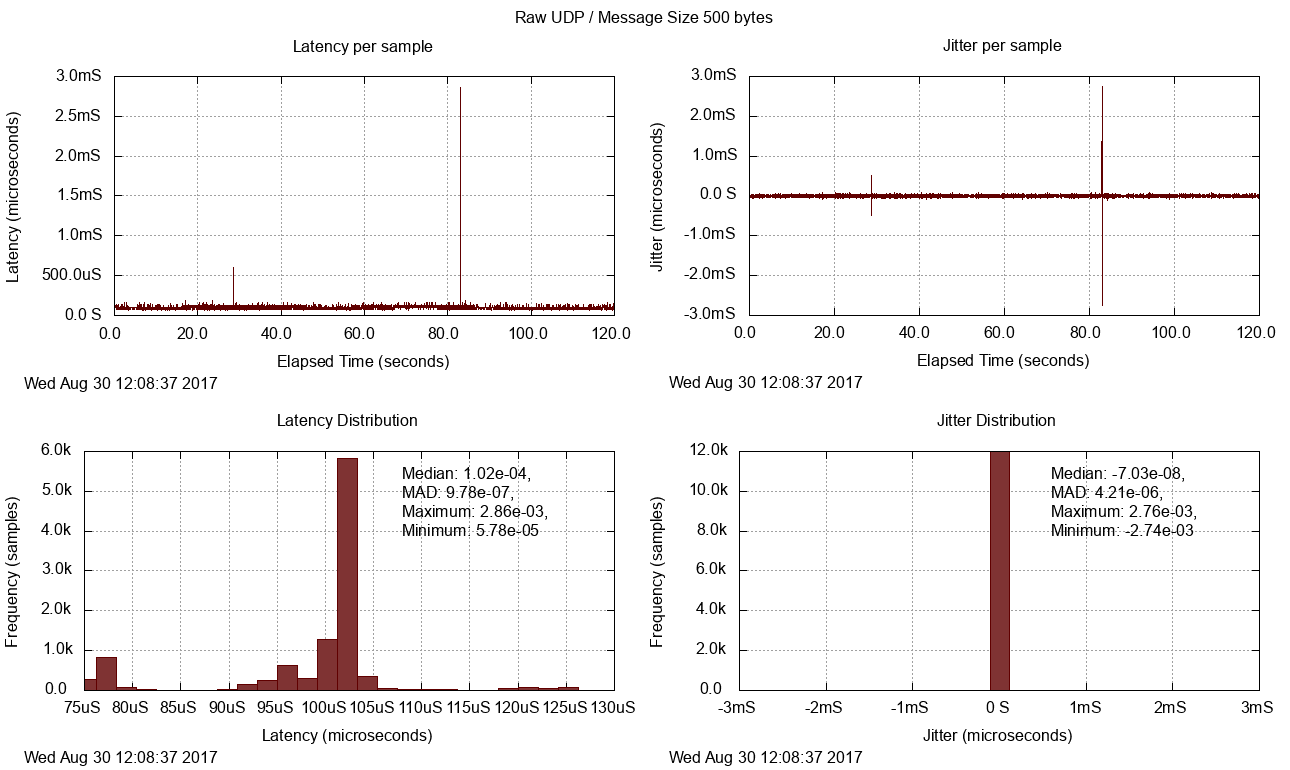 Raw UDP / Message Size 500 bytes
Latency per sample
3.0mS
2.5mS
2.0mS
1.5mS
1.0mS
500.0uS
0.0 S
Latency (microseconds)
0.0 20.0 40.0 60.0 80.0 100.0 120.0
Elapsed Time (seconds)
Wed Aug 30 12:08:37 2017
Jitter per sample
3.0mS
2.0mS
1.0mS
0.0 S
-1.0mS
-2.0mS
-3.0mS
Jitter (microseconds)
0.0 20.0 40.0 60.0 80.0 100.0 120.0
Elapsed Time (seconds)
Wed Aug 30 12:08:37 2017
Latency Distribution
6.0k
5.0k
4.0k
3.0k
2.0k
1.0k
0.0
Frequency (samples)
Median: 1.02e-04,
MAD: 9.78e-07,
Maximum: 2.86e-03,
Minimum: 5.78e-05
75uS 80uS 85uS 90uS 95uS 100uS 105uS 110uS 115uS 120uS 125uS 130uS
Latency (microseconds)
Wed Aug 30 12:08:37 2017
Jitter Distribution
12.0k
10.0k
8.0k
6.0k
4.0k
2.0k
0.0
Frequency (samples)
Median: -7.03e-08,
MAD: 4.21e-06,
Maximum: 2.76e-03,
Minimum: -2.74e-03
-3mS -2mS -1mS 0 S 1mS 2mS 3mS
Jitter (microseconds)
Wed Aug 30 12:08:37 2017